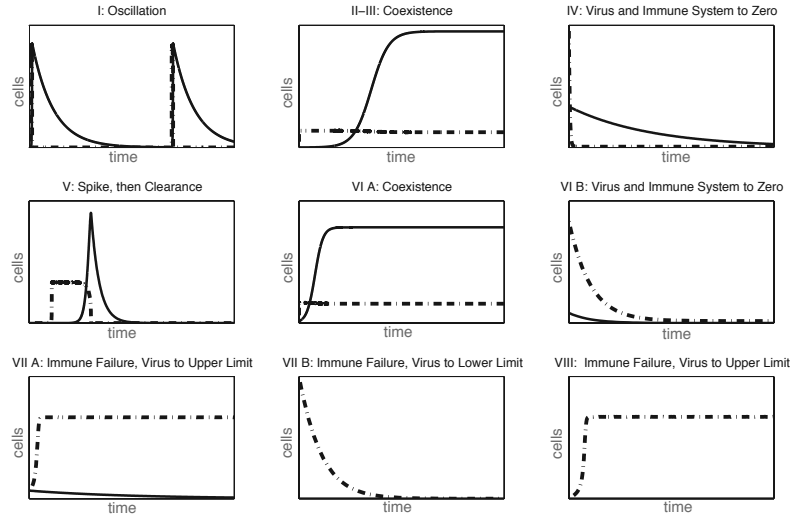 I: Oscillation
II–III: Coexistence
IV: Virus and Immune System to Zero
cells
time
cells
time
cells
time
V: Spike, then Clearance
VI A: Coexistence
VI B: Virus and Immune System to Zero
cells
time
cells
time
cells
time
VII A: Immune Failure, Virus to Upper Limit
VII B: Immune Failure, Virus to Lower Limit
VIII: Immune Failure, Virus to Upper Limit
cells
time
cells
time
cells
time